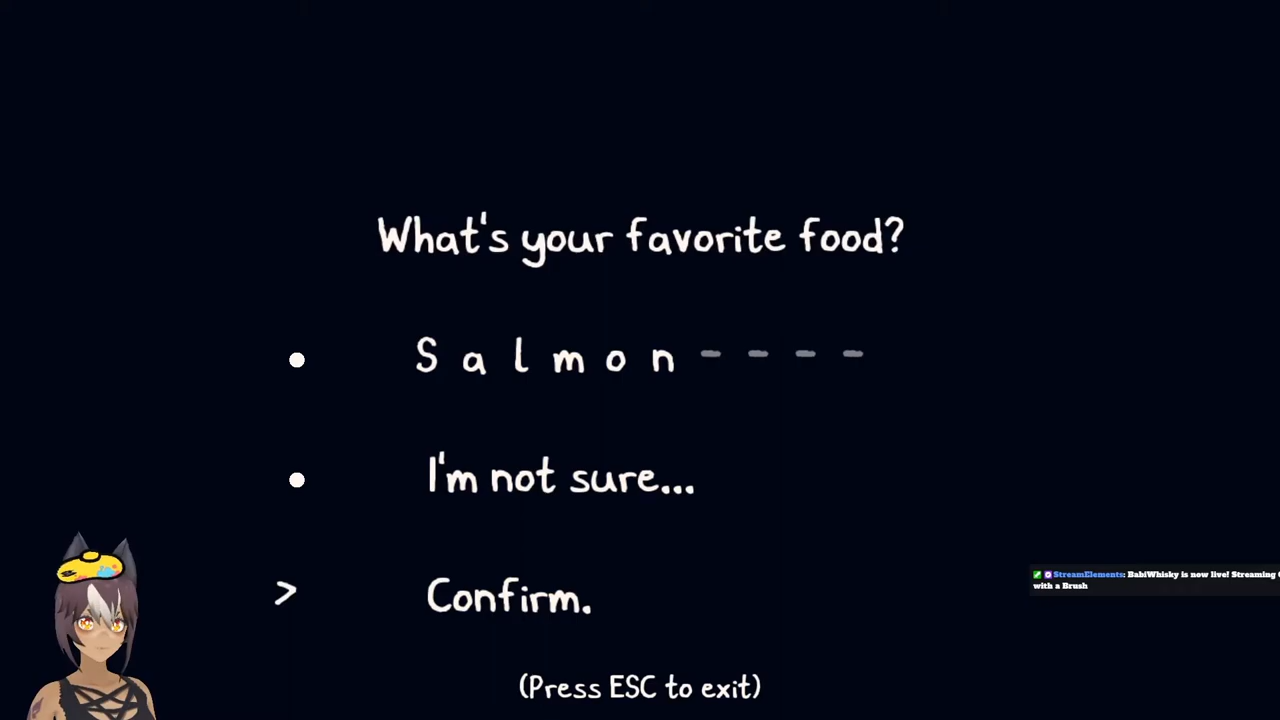 What's your favorite food?
Salmon - - - -
I'm not sure...
> Confirm.
StreamElements: BabiWhisky is now live! Streaming
with a Brush
(Press ESC to exit)